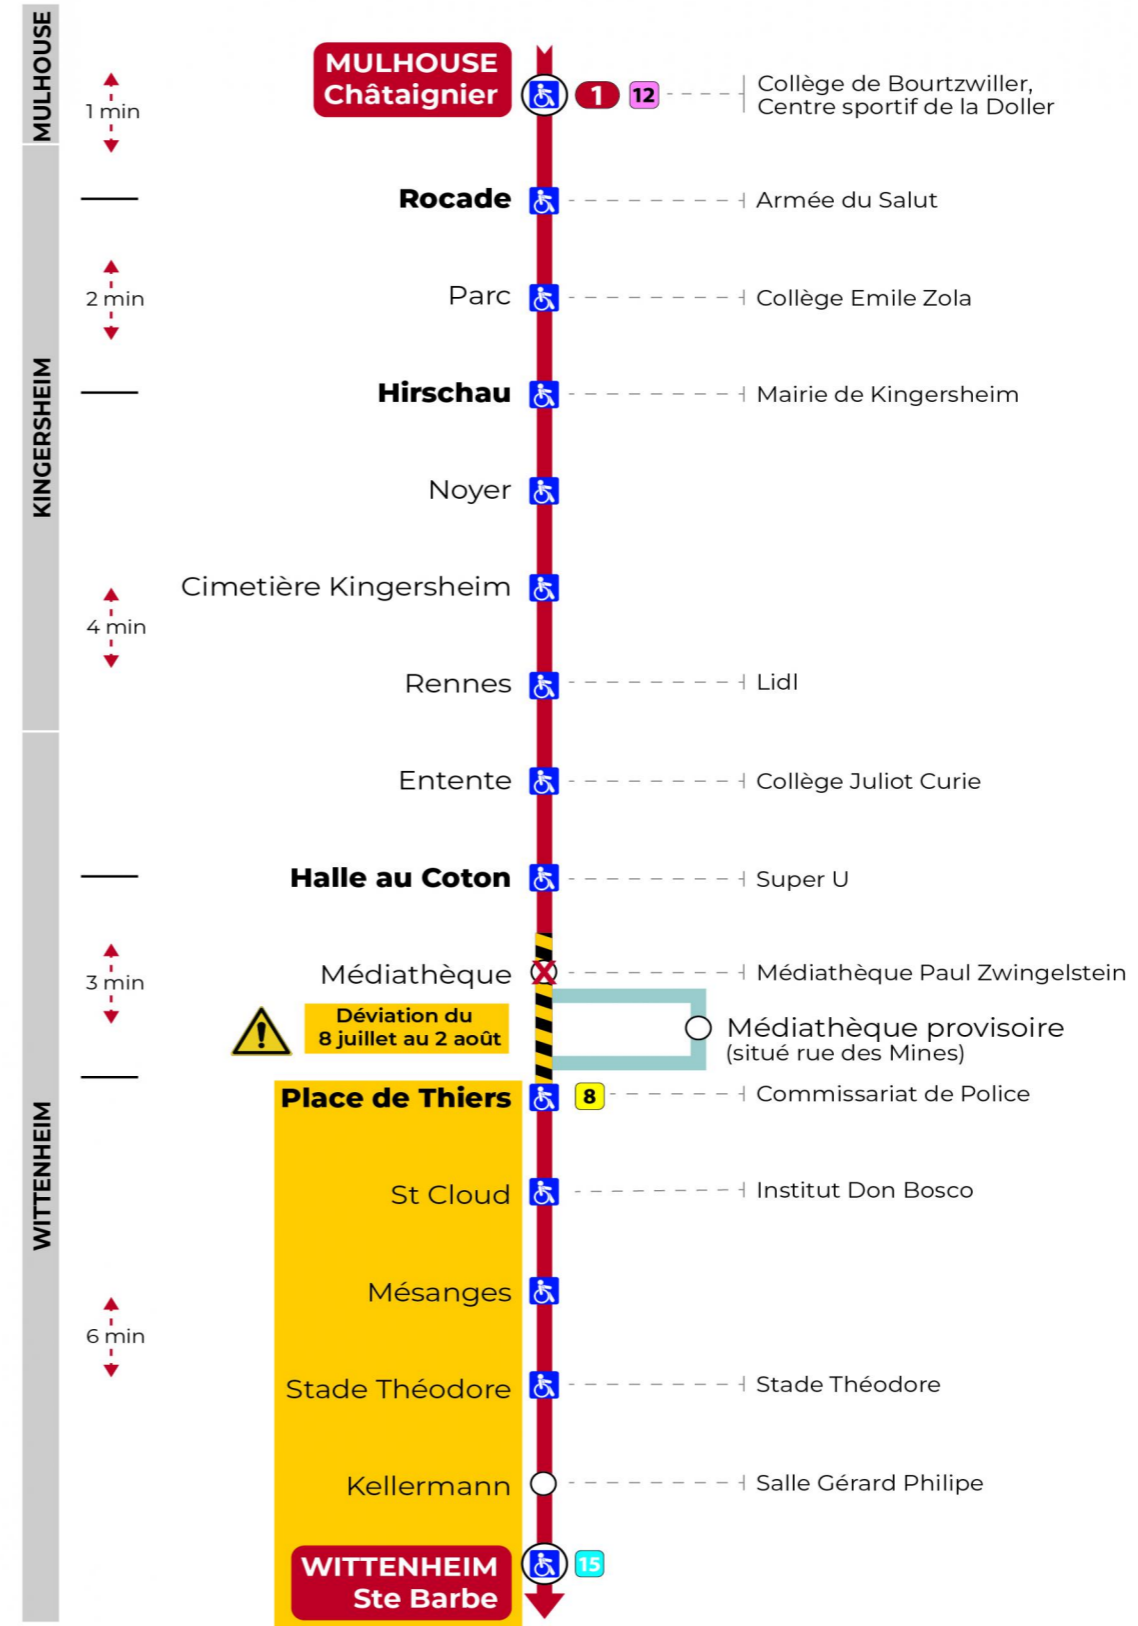 MULHOUSE
MULHOUSE
Châtaignier
1
12
Collège de Bourtzwiller,
Centre sportif de la Doller
1 min
KINGERSHEIM
Rocade
Armée du Salut
2 min
Parc
Collège Emile Zola
Hirschau
Mairie de Kingersheim
Noyer
Cimetière Kingersheim
4 min
Rennes
Lidl
WITTENHEIM
Entente
Collège Juliot Curie
Halle au Coton
Super U
3 min
Médiathèque
X
Médiathèque Paul Zwingelstein
Déviation du
8 juillet au 2 août
Médiathèque provisoire
(situé rue des Mines)
Place de Thiers
8
Commissariat de Police
St Cloud
Institut Don Bosco
Mésanges
6 min
Stade Théodore
Stade Théodore
Kellermann
Salle Gérard Philipe
WITTENHEIM
Ste Barbe
15